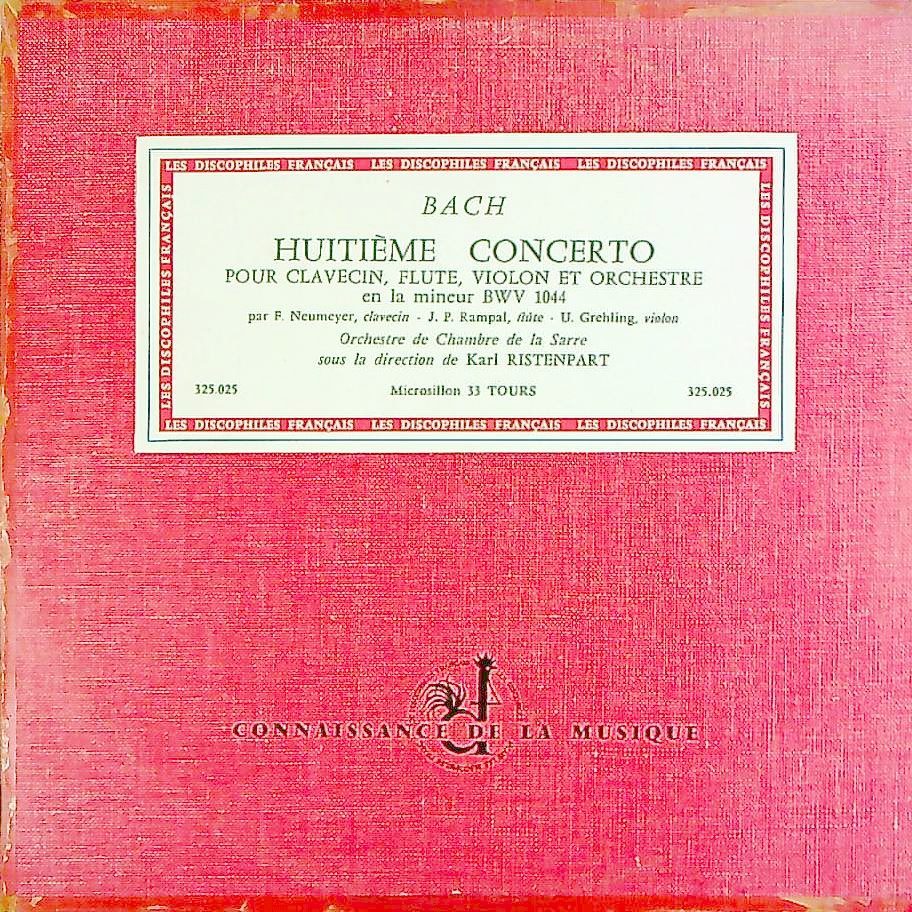 LES DISCOPHILES FRANÇAIS LES DISCOPHILES FRANÇAIS LES DISCOPHILES FRANÇAIS
LES DISCOPHILES FRANÇAIS
LES DISCOPHILES FRANÇAIS
BACH
HUITIÈME CONCERTO
POUR CLAVECIN, FLUTE, VIOLON ET ORCHESTRE
en la mineur BWV 1044
par F. Neumeyer, clavecin - J. P. Rampal, flûte - U. Grehling, violon
Orchestre de Chambre de la Sarre
sous la direction de Karl RISTENPART
325.025 Microsillon 33 TOURS 325.025
LES DISCOPHILES FRANÇAIS LES DISCOPHILES FRANÇAIS LES DISCOPHILES FRANÇAIS
CONNAISSANCE DE LA MUSIQUE